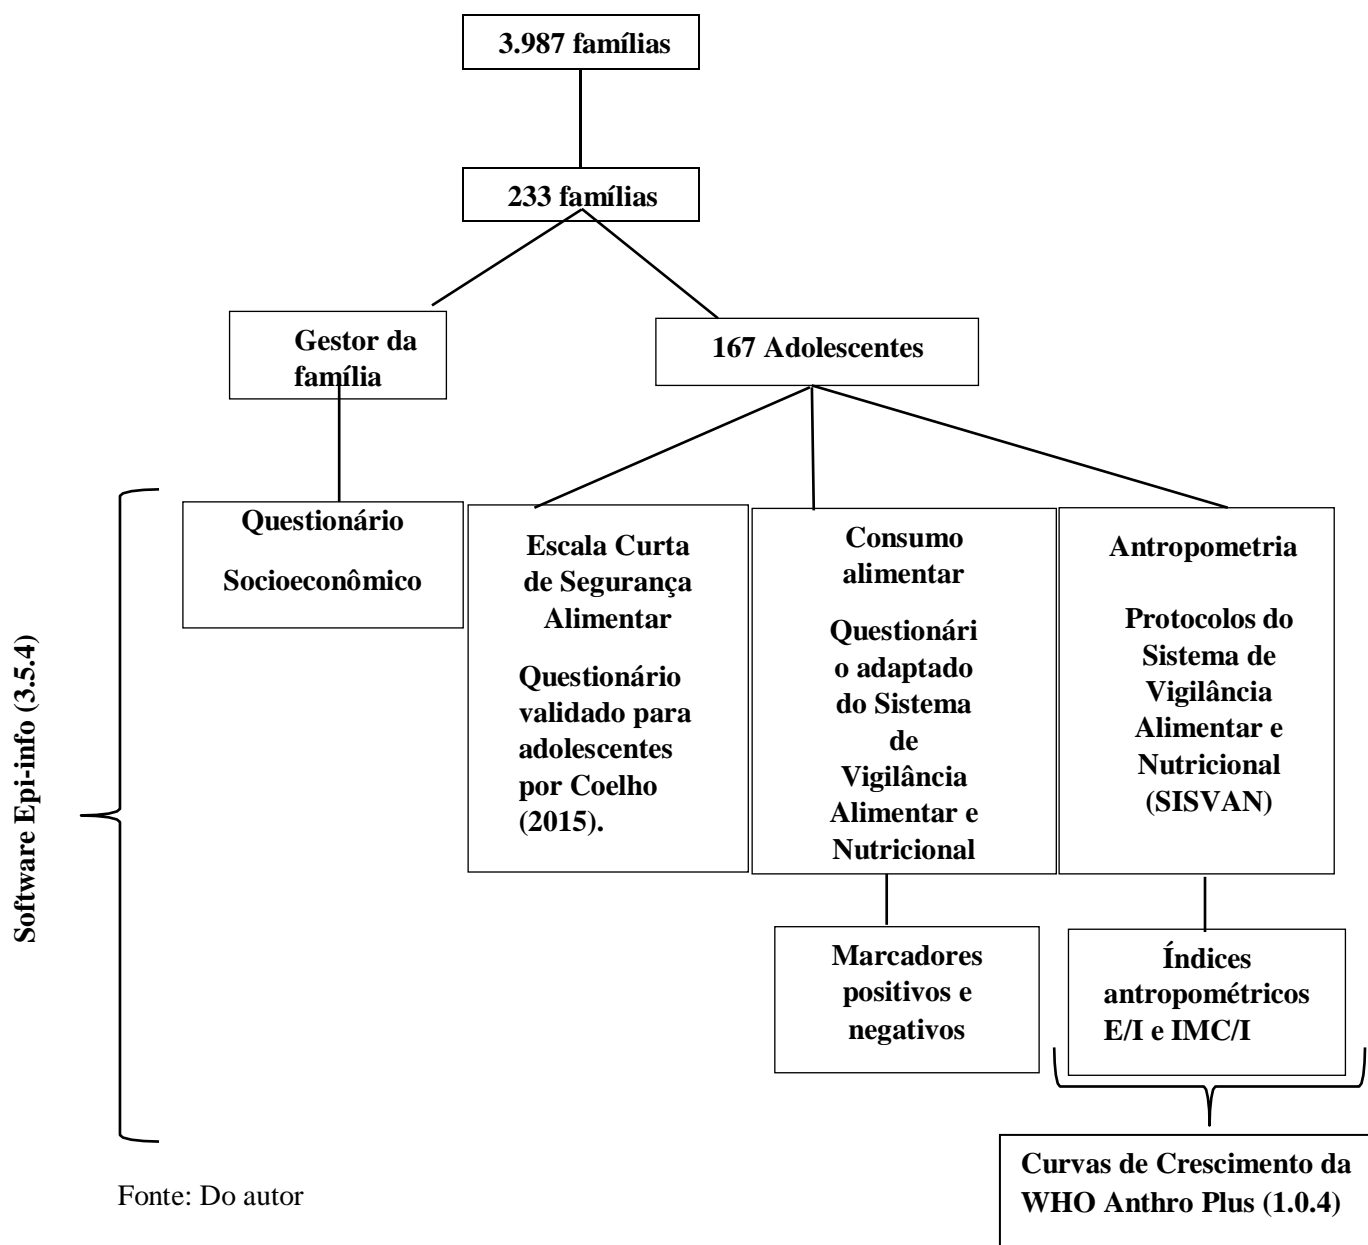 3.987 famílias
233 famílias
Gestor da
família
167 Adolescentes
Software Epi-info (3.5.4)
Questionário
Socioeconômico
Escala Curta
de Segurança
Alimentar
Questionário
validado para
adolescentes
por Coelho
(2015).
Consumo
alimentar
Questionári
o adaptado
do Sistema
de
Vigilância
Alimentar e
Nutricional
Antropometria
Protocolos do
Sistema de
Vigilância
Alimentar e
Nutricional
(SISVAN)
Marcadores
positivos e
negativos
Índices
antropométricos
E/I e IMC/I
Curvas de Crescimento da
WHO Anthro Plus (1.0.4)
Fonte: Do autor